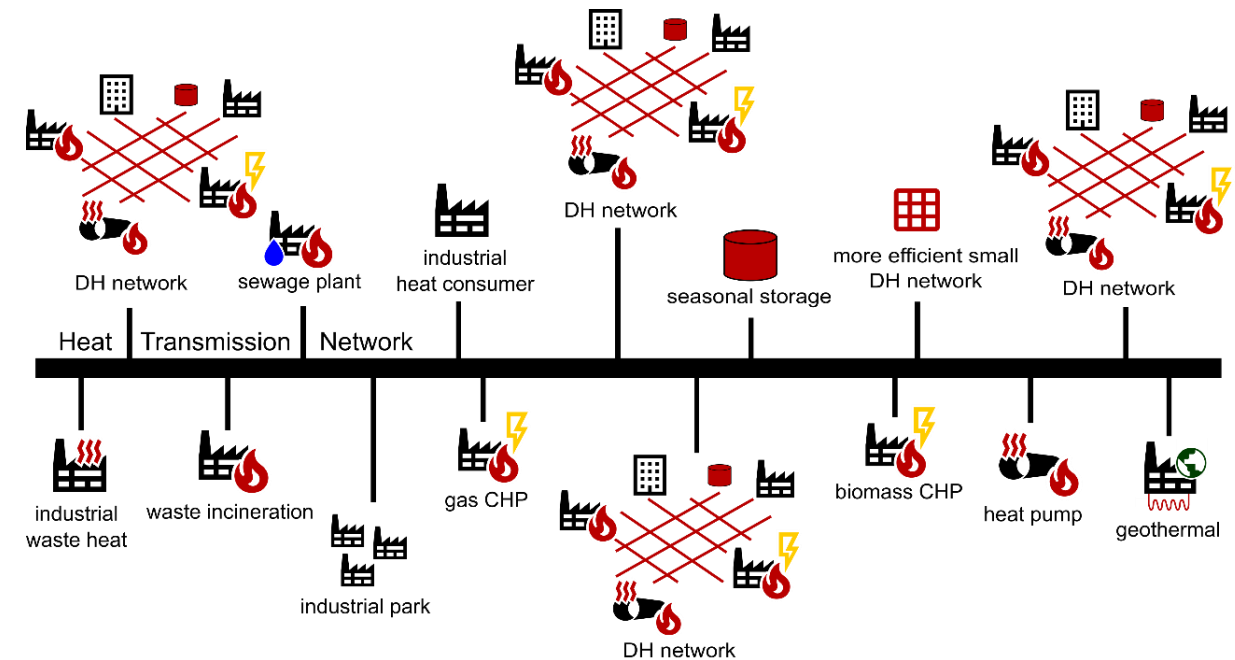 DH network
DH network
sewage plant
industrial
heat consumer
seasonal storage
more efficient small
DH network
DH network
Heat Transmission Network
industrial
waste heat
waste incineration
industrial park
gas CHP
DH network
biomass CHP
heat pump
geothermal